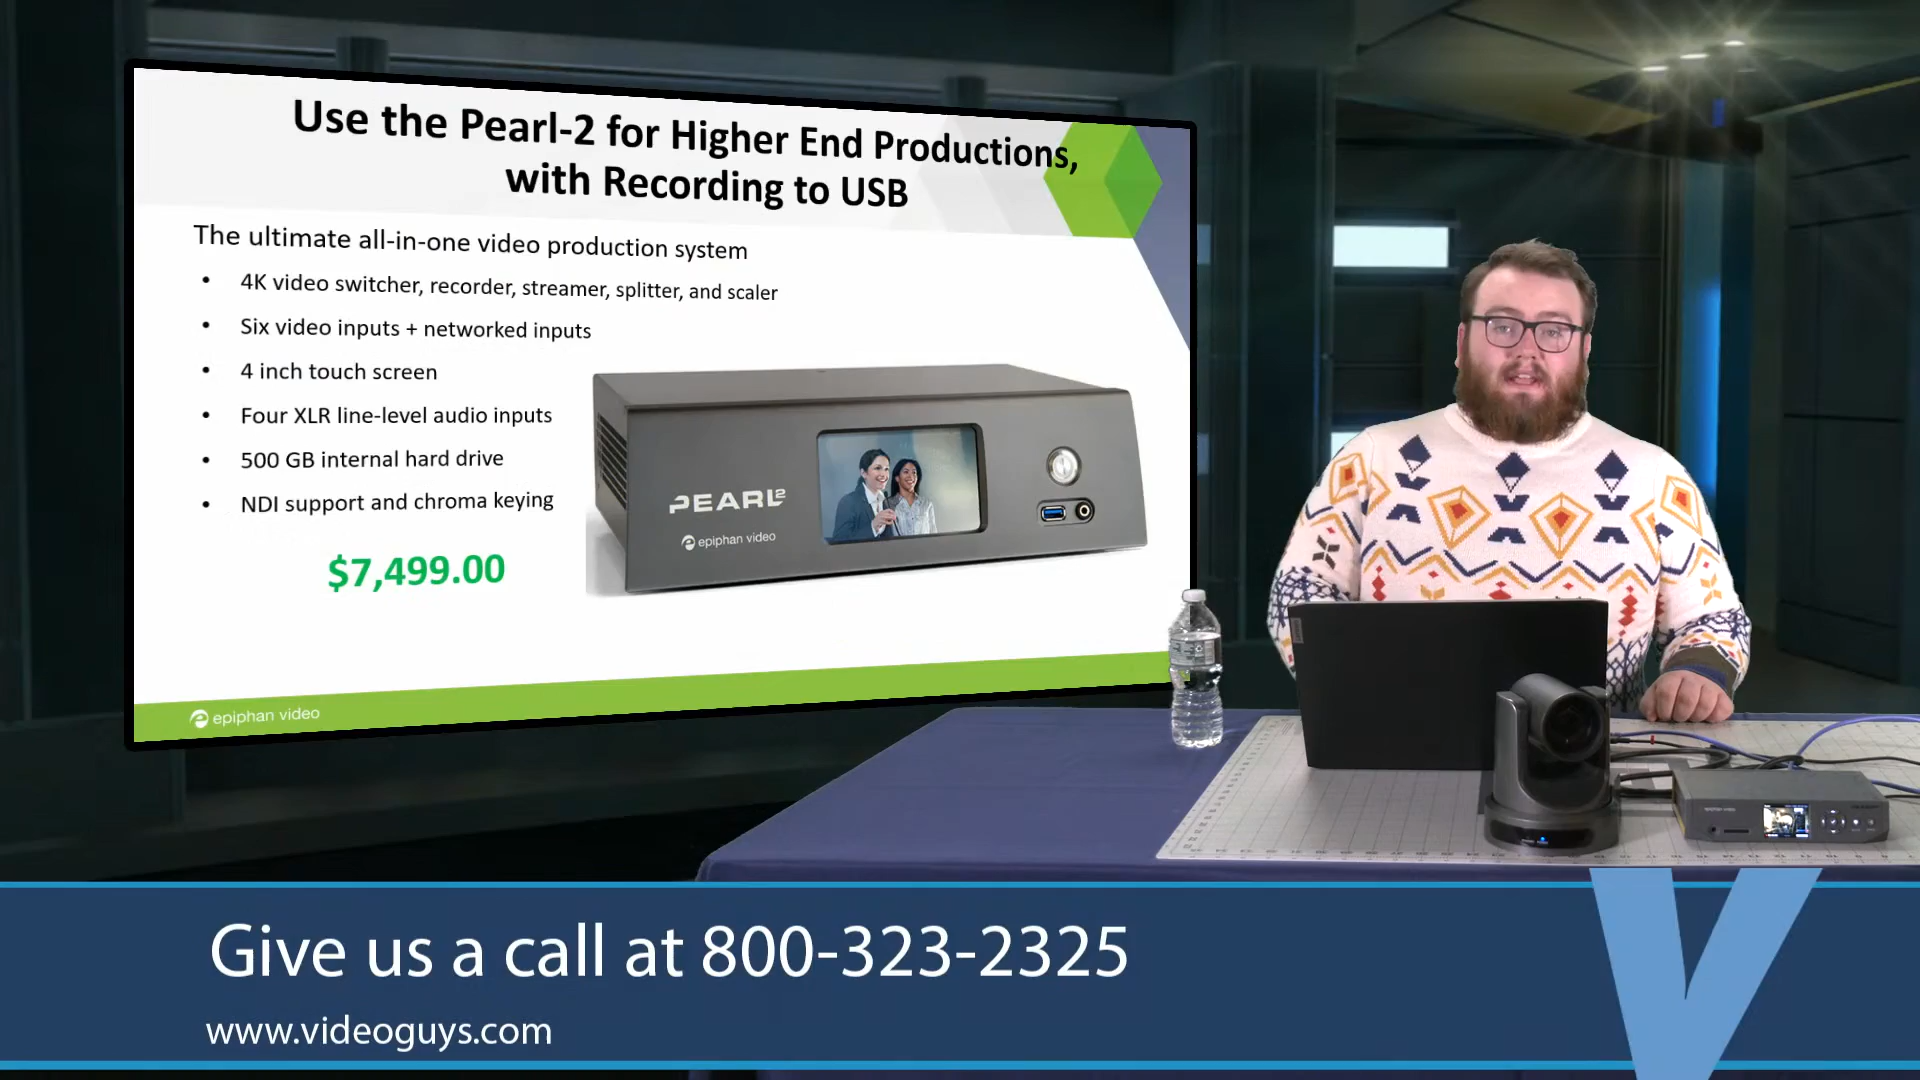 Use the Pearl-2 for Higher End Productions,
with Recording to USB
The ultimate all-in-one video production system
• 4K video switcher, recorder, streamer, splitter, and scaler
• Six video inputs + networked inputs
• 4 inch touch screen
• Four XLR line-level audio inputs
• 500 GB internal hard drive
• NDI support and chroma keying
$7,499.00
PEARL2
epiphan video
epiphan video
Give us a call at 800-323-2325
www.videoguys.com
V